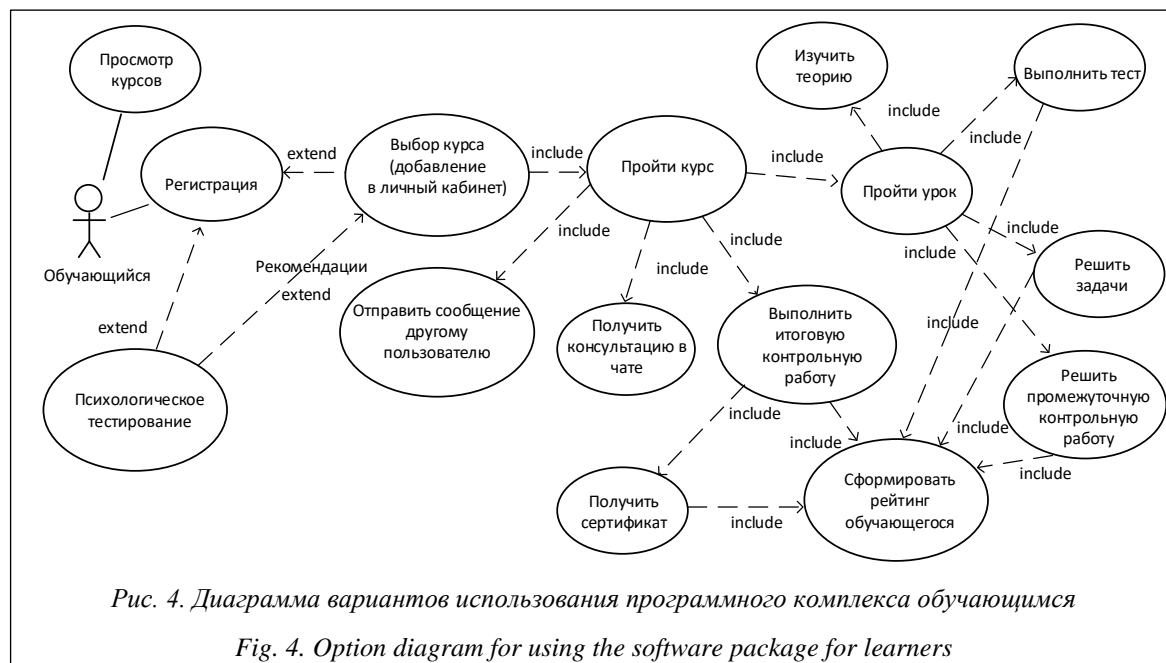 Просмотр
курсов
Изучить
теорию
Выполнить тест
include
include
extend
Выбор курса
(добавление
в личный кабинет)
include
Пройти курс
include
Регистрация
Пройти урок
include
include
include
include
Обучающийся
Рекомендации
extend
Отправить сообщение
другому
пользователю
Получить
консультацию в
чате
Выполнить
итоговую
контрольную
работу
include
Решить
задачи
extend
Психологическое
тестирование
Решить
промежуточную
контрольную
работу
include
include
include
include
Получить
сертификат
include
Сформировать
рейтинг
обучающегося
Рис. 4. Диаграмма вариантов использования программного комплекса обучающимся
Fig. 4. Option diagram for using the software package for learners